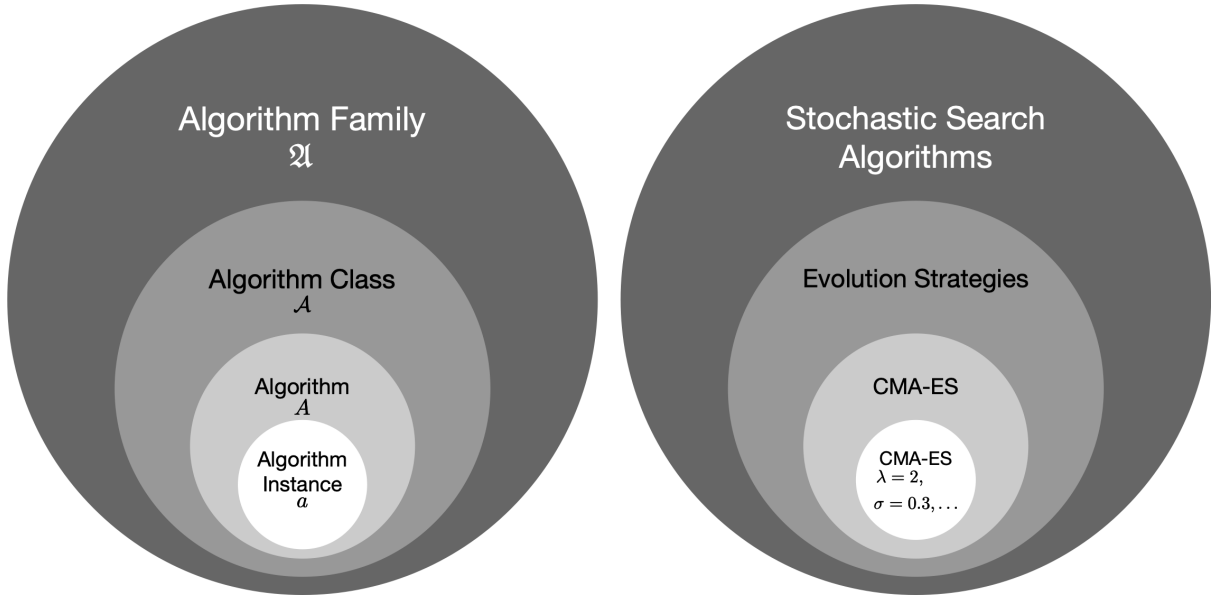 Algorithm Family
𝔄
Algorithm Class
𝒜
Algorithm
A
Algorithm
Instance
a
Stochastic Search
Algorithms
Evolution Strategies
CMA-ES
CMA-ES
λ = 2,
σ = 0.3, ...